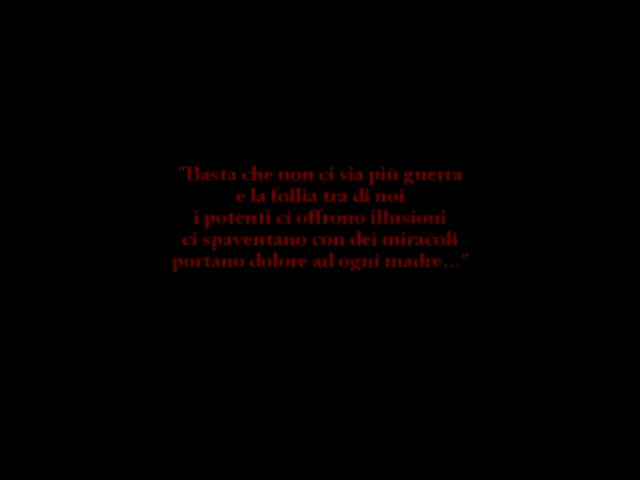 "Basta che non ci sia più guerra
e la follia tra di noi
i potenti ci offrono illusioni
ci spaventano con dei miracoli
portano dolore ad ogni madre..."